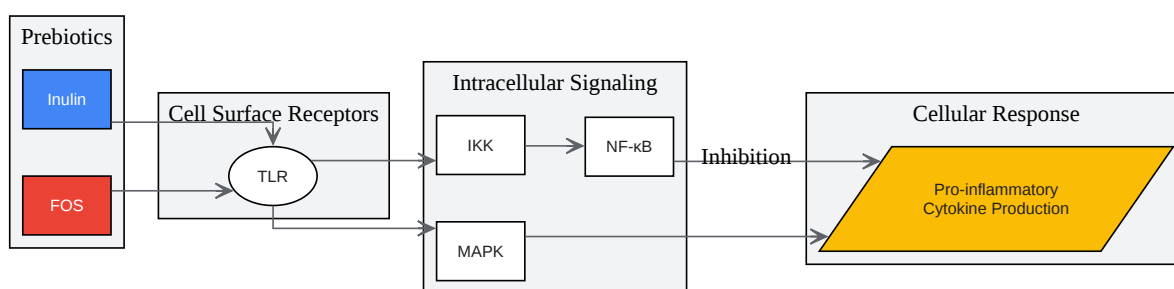 Prebiotics
Inulin
FOS
Cell Surface Receptors
TLR
Intracellular Signaling
IKK
NF-κB
MAPK
Inhibition
Cellular Response
Pro-inflammatory
Cytokine Production